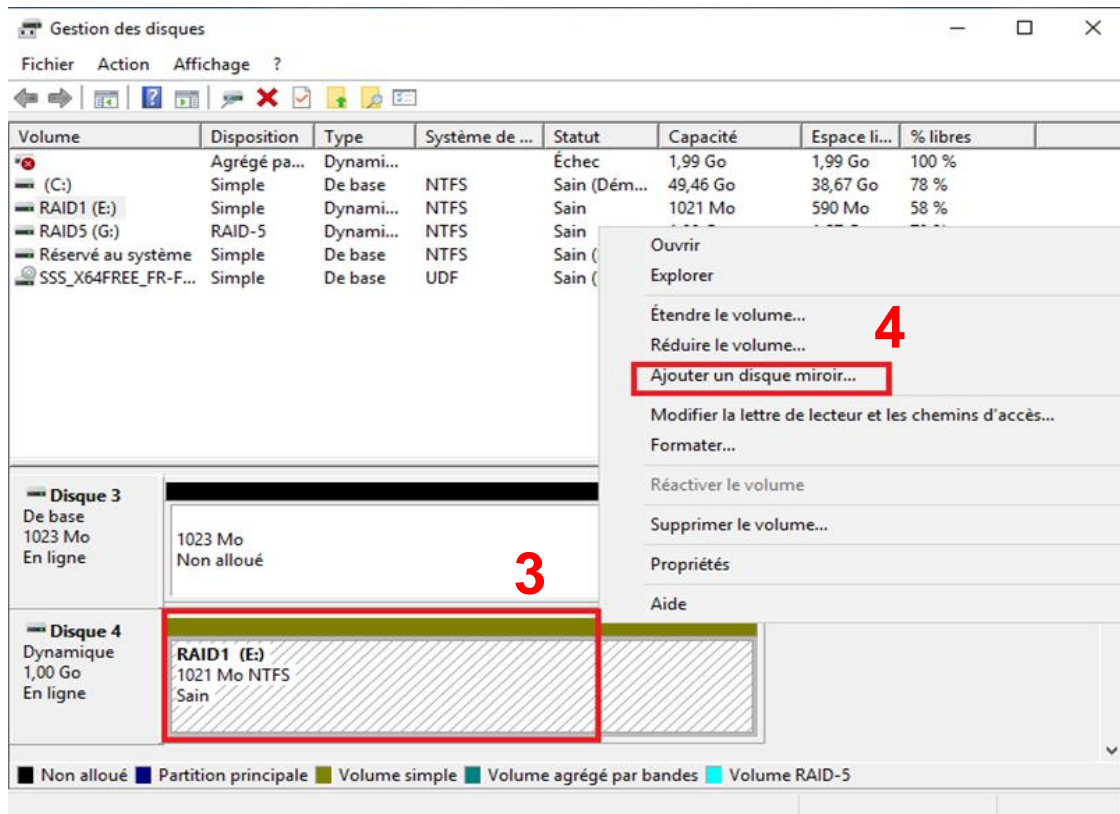 Gestion des disques
Fichier Action Affichage ?
Volume Disposition Type Système de ... Statut Capacité Espace li... % libres
Agrégé pa... Dynami... Échec 1,99 Go 1,99 Go 100 %
(C:) Simple De base NTFS Sain (Dém... 49,46 Go 38,67 Go 78 %
RAID1 (E:) Simple Dynami... NTFS Sain 1021 Mo 590 Mo 58 %
RAID5 (G:) RAID-5 Dynami... NTFS Sain
Réservé au système Simple De base NTFS Sain (
SSS_X64FREE_FR-F... Simple De base UDF Sain (
Ouvrir
Explorer
Étendre le volume...
4
Réduire le volume...
Ajouter un disque miroir...
Modifier la lettre de lecteur et les chemins d'accès...
Formater...
Réactiver le volume
Supprimer le volume...
Propriétés
Aide
Disque 3
De base
1023 Mo
En ligne
1023 Mo
Non alloué
3
Disque 4
Dynamique
1,00 Go
En ligne
RAID1 (E:)
1021 Mo NTFS
Sain
Non alloué Partition principale Volume simple Volume agrégé par bandes Volume RAID-5